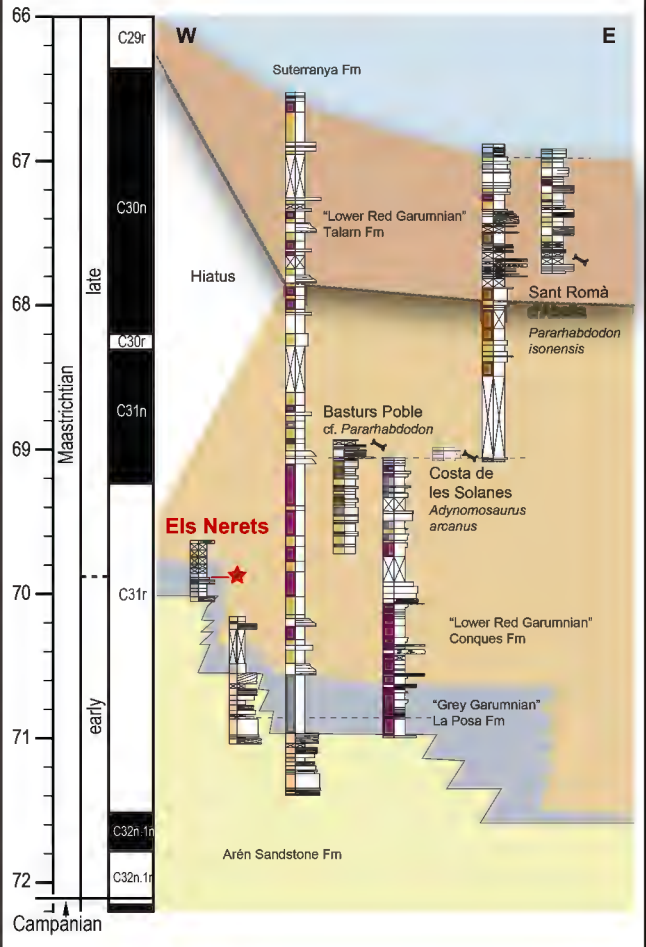 66
67
68
69
70
71
72
Campanian
Maastrichtian
late
early
C29r
C30n
C30r
C31n
C31r
C32n.1n
C32n.1r
W
E
Suterranya Fm
"Lower Red Garumnian"
Talarn Fm
Hiatus
Sant Romà
Pararhabdodon
isonensis
Basturs Poble
cf. Pararhabdodon
Costa de
les Solanes
Adynomosaurus
arcanus
Els Nerets
"Lower Red Garumnian"
Conques Fm
"Grey Garumnian"
La Posa Fm
Arén Sandstone Fm